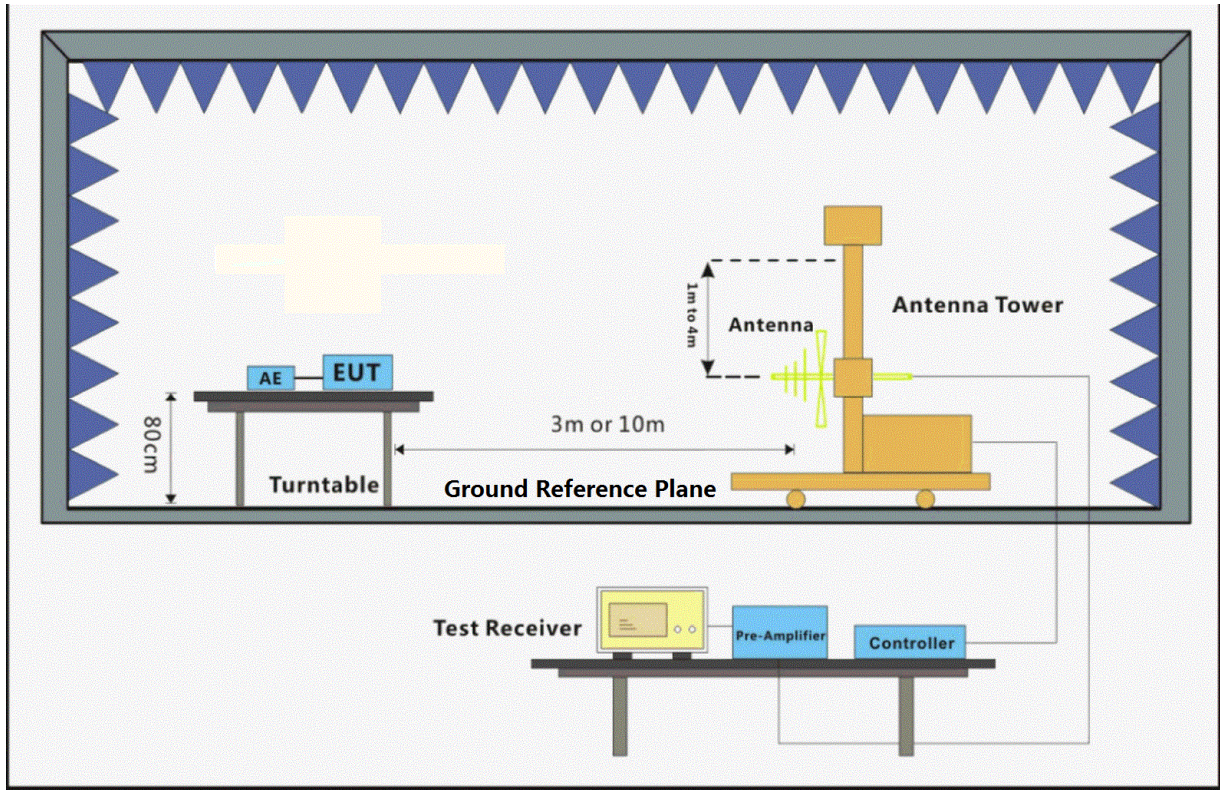 1m to 4m
Antenna
Antenna Tower
AE
EUT
80cm
3m or 10m
Turntable
Ground Reference Plane
Test Receiver
Pre-Amplifier
Controller